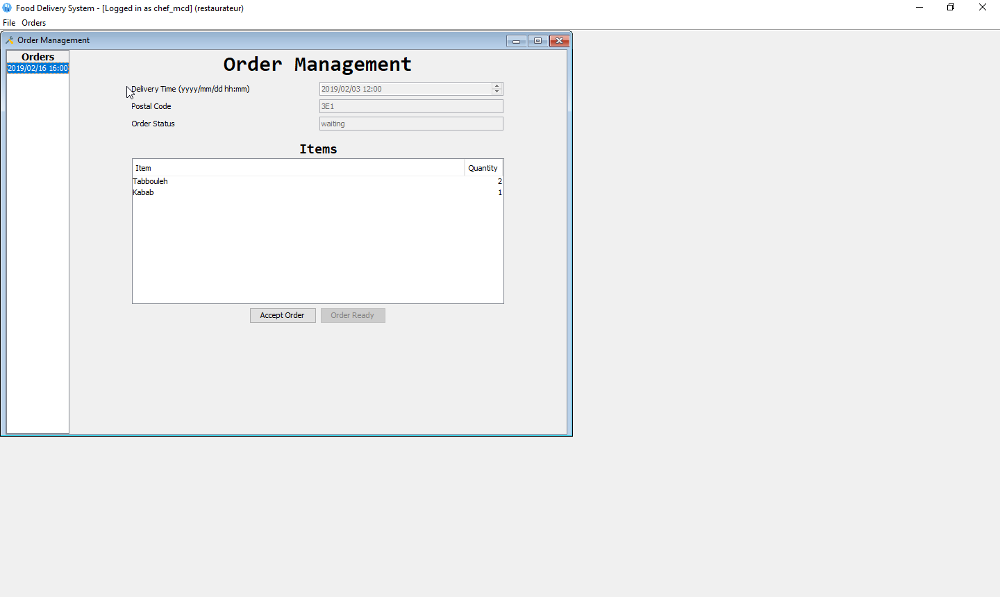 Food Delivery System - [Logged in as chef_mcd] (restaurateur)
File Orders
Order Management
Orders
2019/02/16 16:00
Order Management
Delivery Time (yyyy/mm/dd hh:mm) 2019/02/03 12:00
Postal Code 3E1
Order Status waiting
Items
Item Quantity
Tabbouleh 2
Kabab 1
Accept Order Order Ready